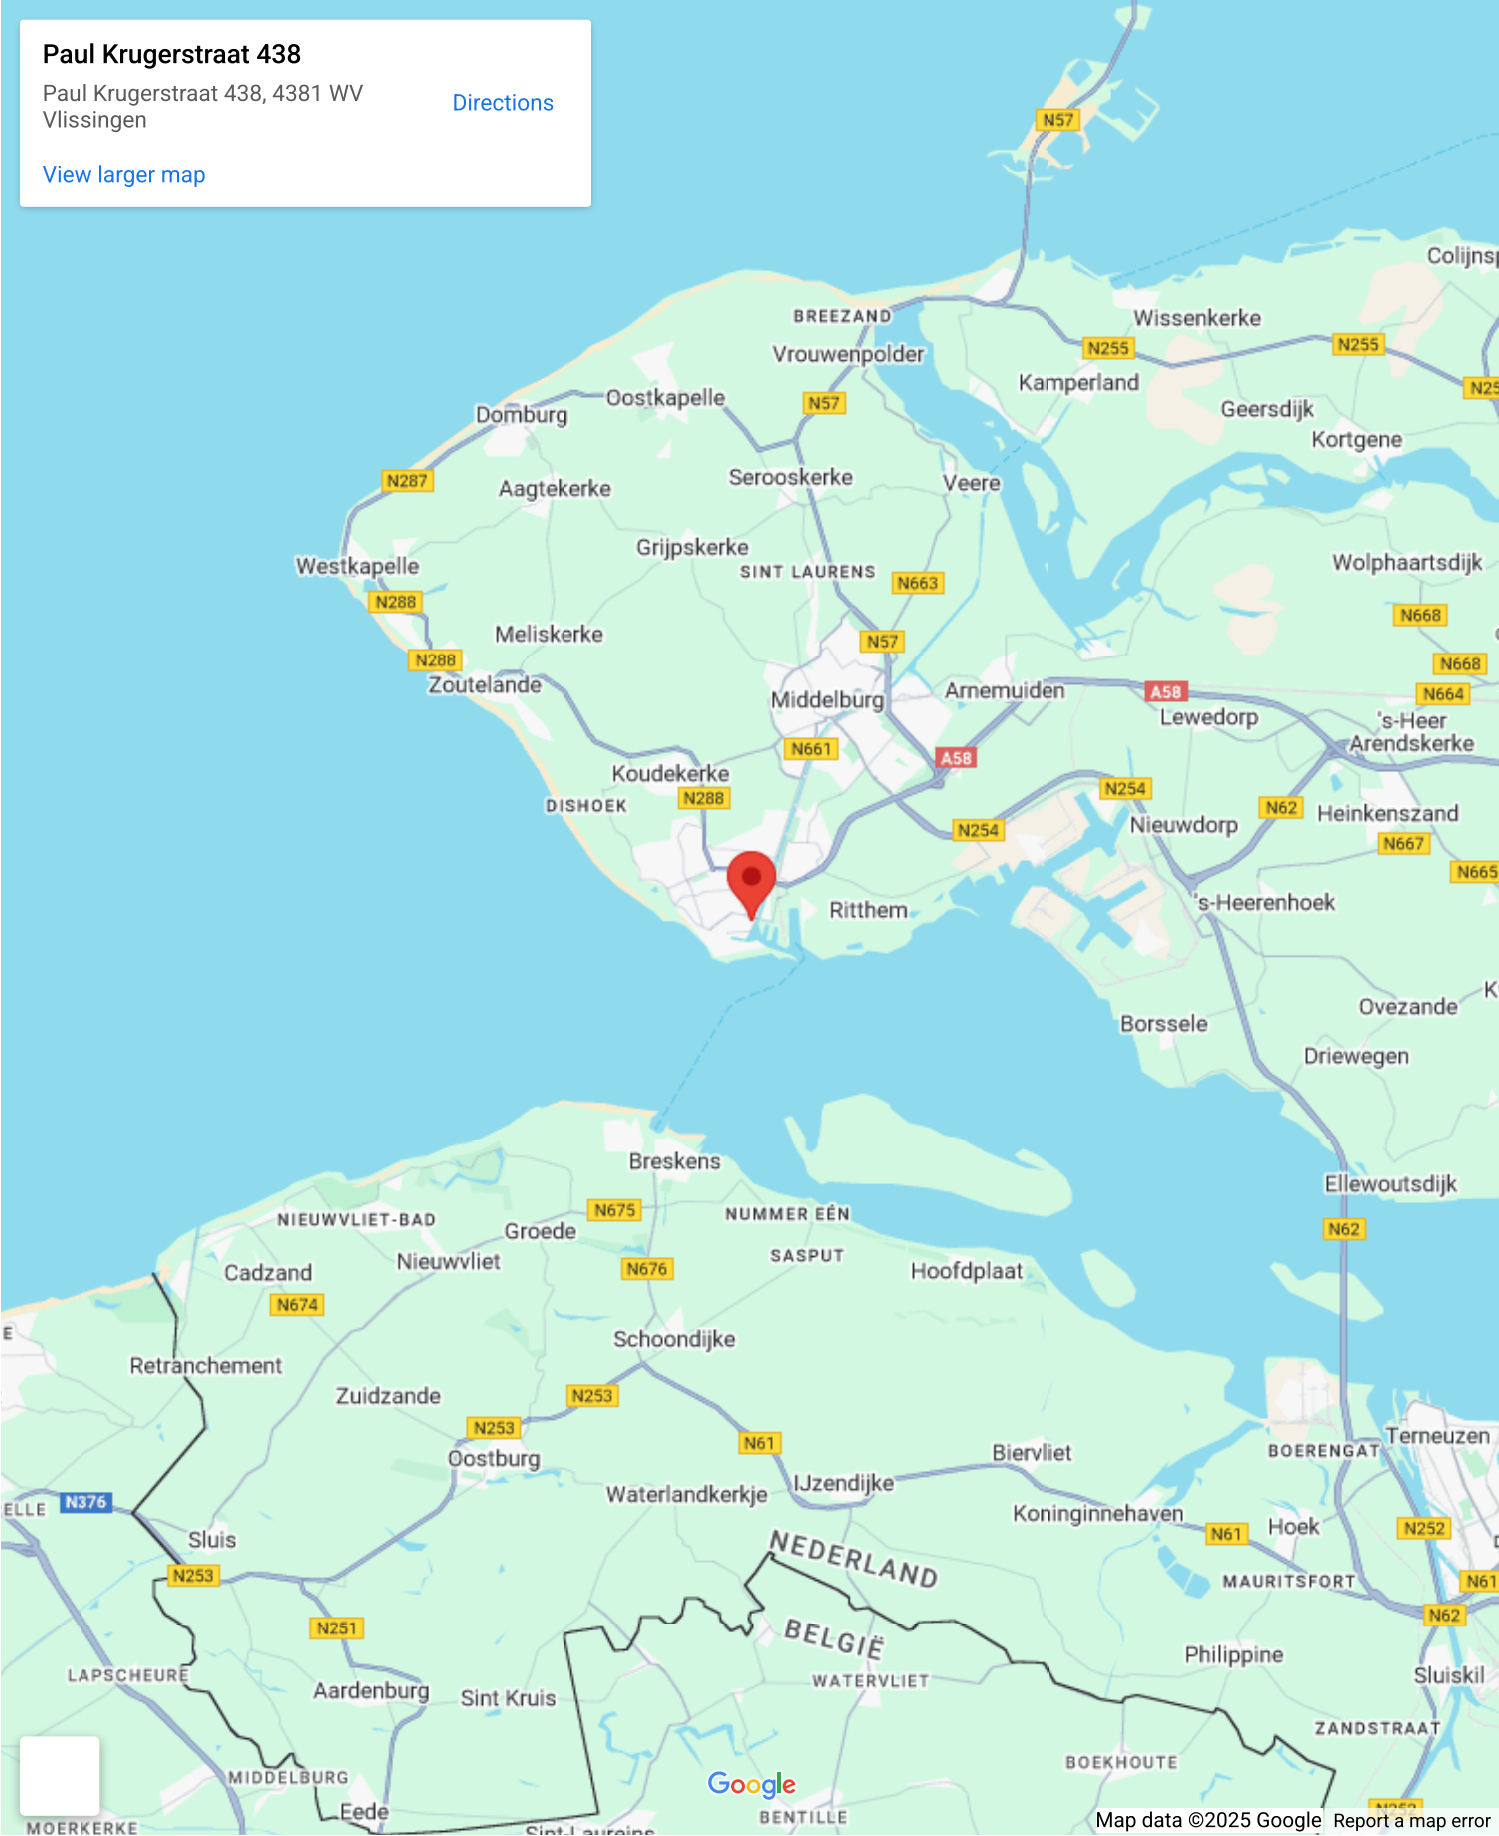 Paul Krugerstraat 438
Paul Krugerstraat 438, 4381 WV
Vlissingen
Directions
View larger map
N57
Colijnsp
BREEZAND
Wissenkerke
Vrouwenpolder
N255
N255
Kamperland
N25
Oostkapelle
N57
Domburg
Geersdijk
Kortgene
N287
Serooskerke
Veere
Aagtekerke
Grijpskerke
Westkapelle
SINT LAURENS
N663
Wolphaartsdijk
N288
N668
Meliskerke
N57
N288
N668
Zoutelande
Middelburg
Arnemuiden
A58
N664
Lewedorp
's-Heer
Arendskerke
N661
A58
Koudekerke
N288
DISHOEK
N254
N62
Heinkenszand
Nieuwdorp
N254
N667
N665
's-Heerenhoek
Ritthem
K
Ovezande
Borssele
Driewegen
Breskens
Ellewoutsdijk
N675
NUMMER EÉN
NIEUWVLIET-BAD
Groede
N62
SASPUT
Nieuwvliet
Cadzand
N676
Hoofdplaat
N674
E
Schoondijke
Retranchement
Zuidzande
N253
N253
N61
Terneuzen
BOERENGAT
Biervliet
Oostburg
IJzendijke
Waterlandkerkje
ELLE
N376
Koninginnehaven
N61
Hoek
N252
Sluis
NEDERLAND
N253
MAURITSFORT
N61
N62
N251
BELGIË
Philippine
LAPSCHEURE
Aardenburg
Sint Kruis
WATERVLIET
Sluiskil
ZANDSTRAAT
BOEKHOUTE
MIDDELBURG
Google
Eede
N252
BENTILLE
MOERKERKE
Sint-Laureins
Map data ©2025 Google
Report a map error